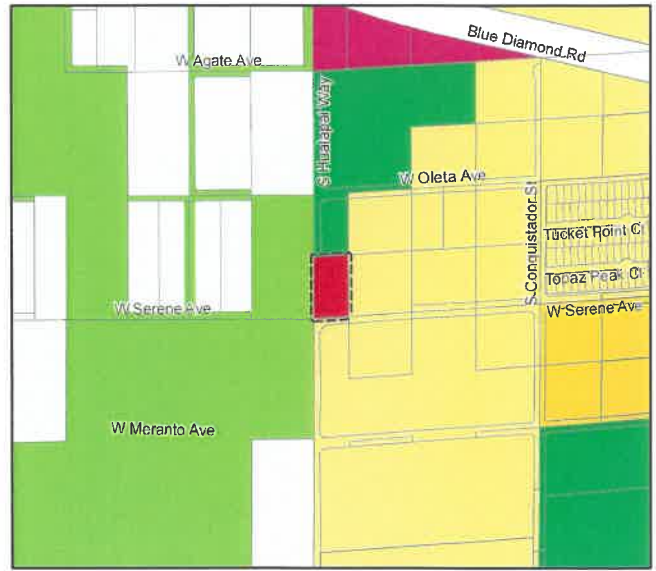 Blue Diamond Rd
W Agate Ave
S Hualapai Way
W Oleta Ave
S Conquistador St
Tucket Point Ct
Topaz Peak Ct
W Serene Ave
W Serene Ave
W Meranto Ave